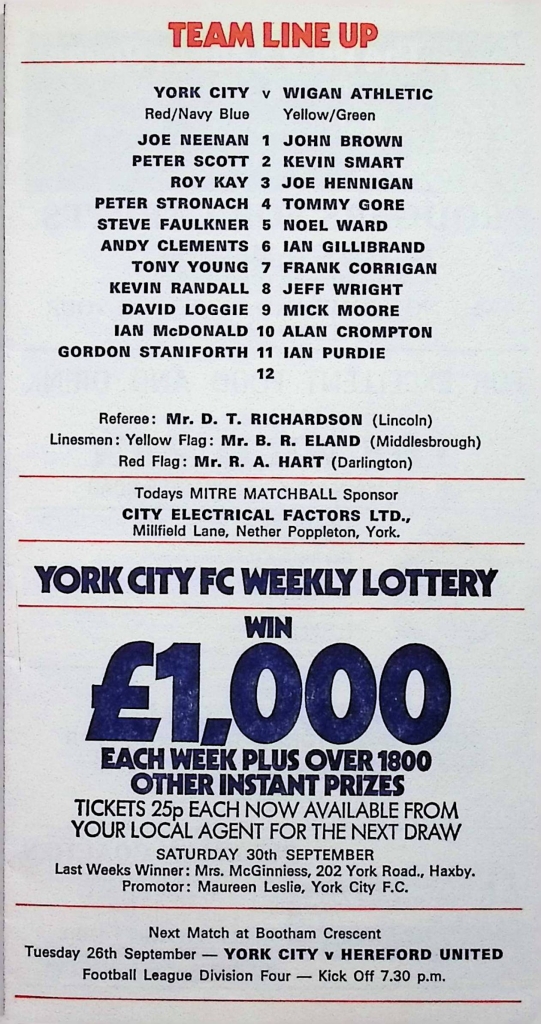 TEAM LINE UP
YORK CITY v WIGAN ATHLETIC
Red/Navy Blue Yellow/Green
JOE NEENAN 1 JOHN BROWN
PETER SCOTT 2 KEVIN SMART
ROY KAY 3 JOE HENNIGAN
PETER STRONACH 4 TOMMY GORE
STEVE FAULKNER 5 NOEL WARD
ANDY CLEMENTS 6 IAN GILLIBRAND
TONY YOUNG 7 FRANK CORRIGAN
KEVIN RANDALL 8 JEFF WRIGHT
DAVID LOGGIE 9 MICK MOORE
IAN McDONALD 10 ALAN CROMPTON
GORDON STANIFORTH 11 IAN PURDIE
12
Referee: Mr. D. T. RICHARDSON (Lincoln)
Linesmen: Yellow Flag: Mr. B. R. ELAND (Middlesbrough)
Red Flag: Mr. R. A. HART (Darlington)
Todays MITRE MATCHBALL Sponsor
CITY ELECTRICAL FACTORS LTD.,
Millfield Lane, Nether Poppleton, York.
YORK CITY FC WEEKLY LOTTERY
WIN
£1,000
EACH WEEK PLUS OVER 1800
OTHER INSTANT PRIZES
TICKETS 25p EACH NOW AVAILABLE FROM
YOUR LOCAL AGENT FOR THE NEXT DRAW
SATURDAY 30th SEPTEMBER
Last Weeks Winner: Mrs. McGinniess, 202 York Road., Haxby.
Promotor: Maureen Leslie, York City F.C.
Next Match at Bootham Crescent
Tuesday 26th September — YORK CITY v HEREFORD UNITED
Football League Division Four — Kick Off 7.30 p.m.